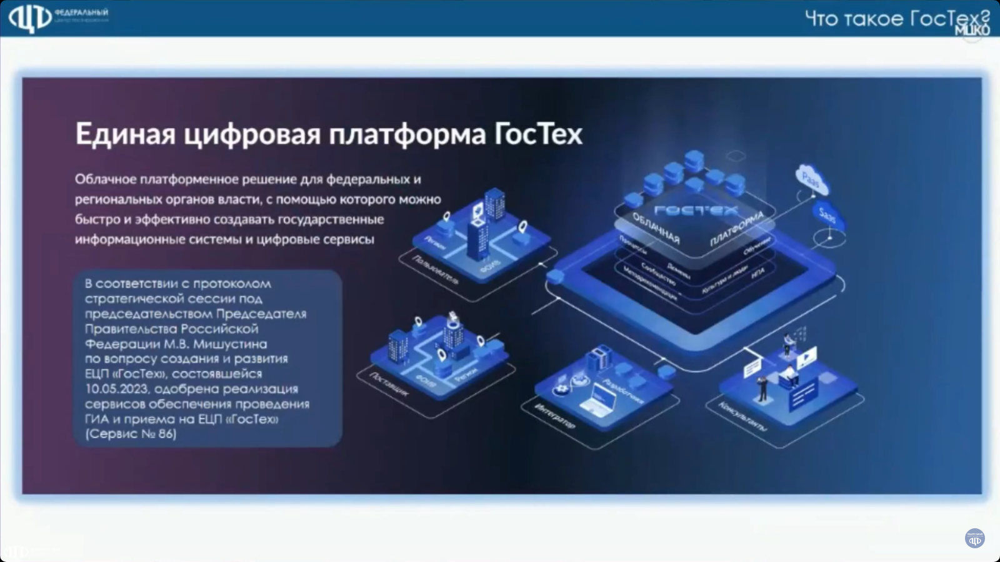 ФЕДЕРАЛЬНЫЙ
ЦТ
Что такое ГосТех?
МЦКО
Единая цифровая платформа ГосТех
Облачное платформенное решение для федеральных и
региональных органов власти, с помощью которого можно
быстро и эффективно создавать государственные
информационные системы и цифровые сервисы
В соответствии с протоколом
стратегической сессии под
председательством Председателя
Правительства Российской
Федерации М.В. Мишустина
по вопросу создания и развития
ЕЦП «ГосТех», состоявшейся
10.05.2023, одобрена реализация
сервисов обеспечения проведения
ГИА и приема на ЕЦП «ГосТех»
(Сервис № 86)
Регион
ФОИВ
Пользователь
ГОСТЕХ
ОБЛАЧНАЯ
ПЛАТФОРМА
Paas
Saas
Процессы
Обучение
Домены
Сообщество
Культура и люди
НПА
Методрекомендации
ФОИВ
Регион
Поставщик
Разработчики
Интегратор
Консультанты